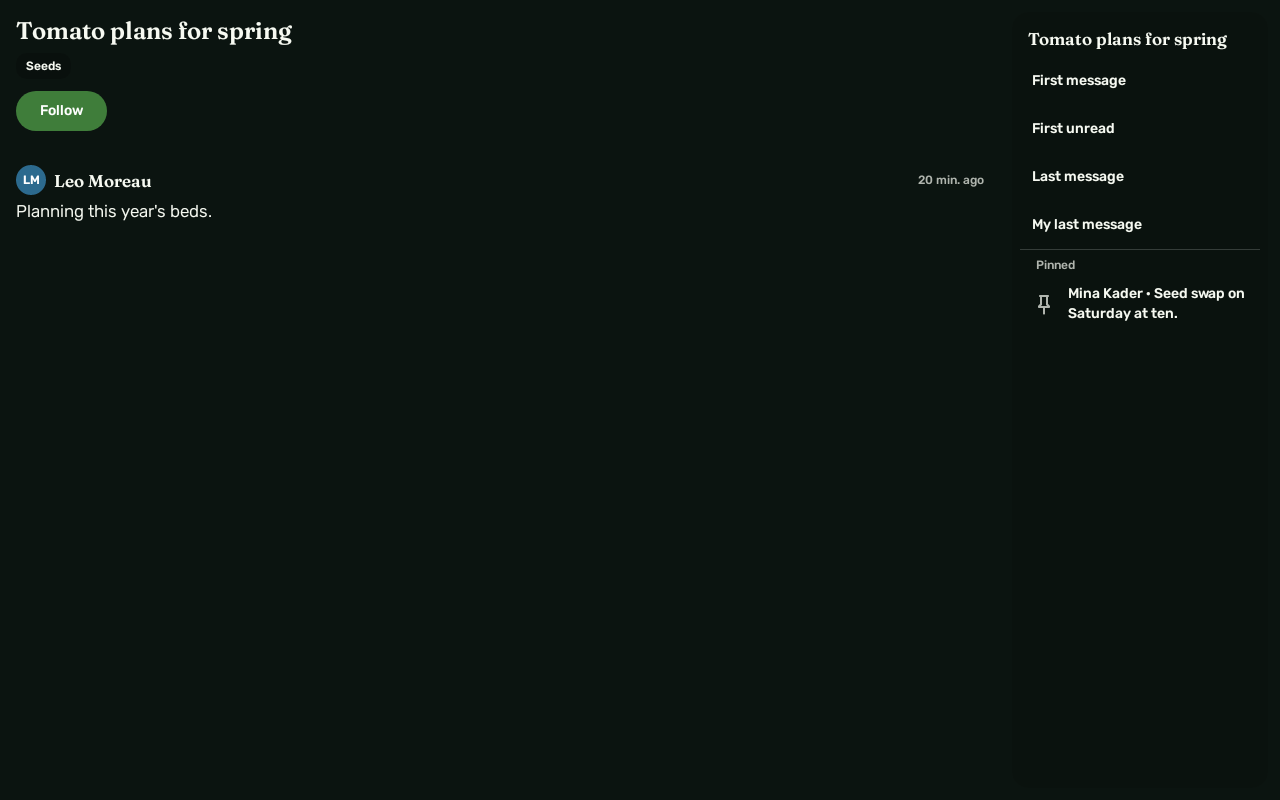 Tomato plans for spring
Seeds
Follow
LM
Leo Moreau
20 min. ago
Planning this year's beds.
Tomato plans for spring
First message
First unread
Last message
My last message
Pinned
Mina Kader • Seed swap on
Saturday at ten.